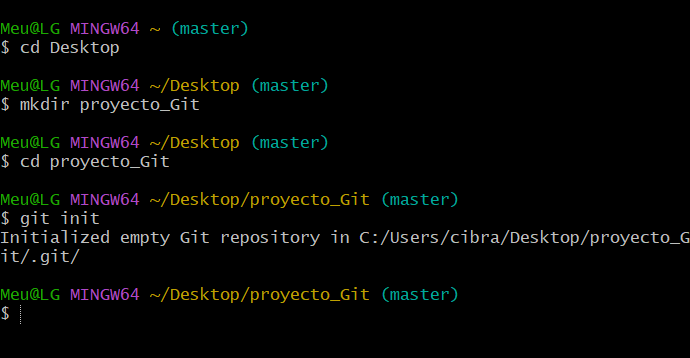 Meu@LG MINGW64 ~ (master)
$ cd Desktop
Meu@LG MINGW64 ~/Desktop (master)
$ mkdir proyecto_Git
Meu@LG MINGW64 ~/Desktop (master)
$ cd proyecto_Git
Meu@LG MINGW64 ~/Desktop/proyecto_Git (master)
$ git init
Initialized empty Git repository in C:/Users/cibra/Desktop/proyecto_G
it/.git/
Meu@LG MINGW64 ~/Desktop/proyecto_Git (master)
$